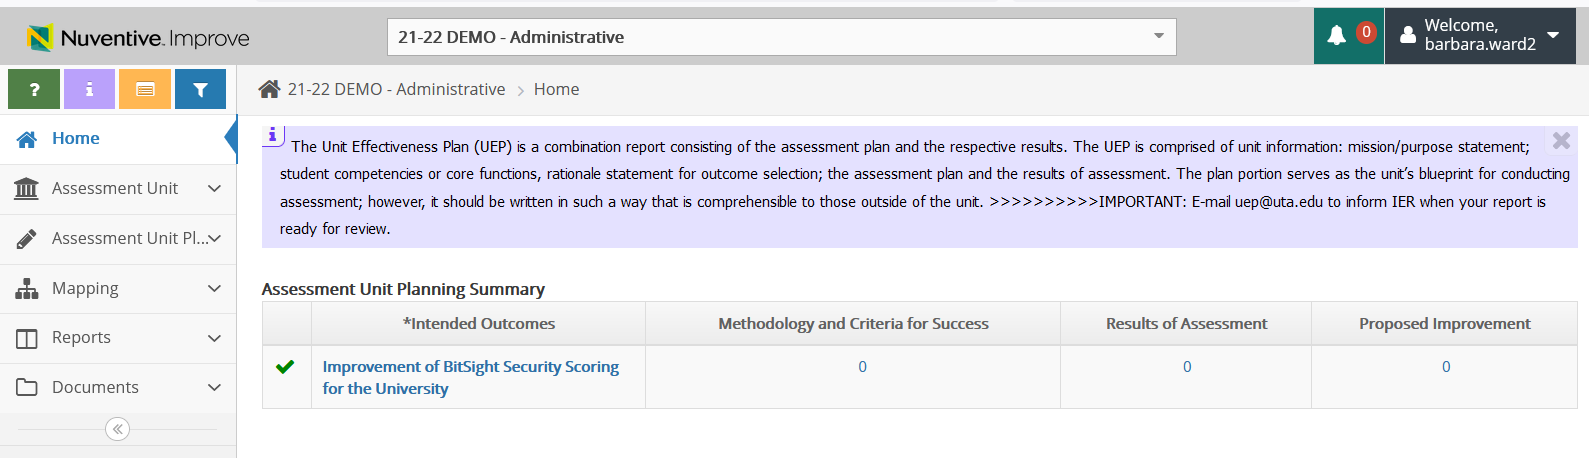 Nuventive Improve
21-22 DEMO - Administrative
0
Welcome,
barbara.ward2
?
i
21-22 DEMO - Administrative > Home
Home
Assessment Unit
Assessment Unit Pl...
Mapping
Reports
Documents
i
The Unit Effectiveness Plan (UEP) is a combination report consisting of the assessment plan and the respective results. The UEP is comprised of unit information: mission/purpose statement;
student competencies or core functions, rationale statement for outcome selection; the assessment plan and the results of assessment. The plan portion serves as the unit’s blueprint for conducting
assessment; however, it should be written in such a way that is comprehensible to those outside of the unit. >>>>>>>>>>IMPORTANT: E-mail uep@uta.edu to inform IER when your report is
ready for review.
Assessment Unit Planning Summary
*Intended Outcomes Methodology and Criteria for Success Results of Assessment Proposed Improvement
Improvement of BitSight Security Scoring 0 0 0
for the University